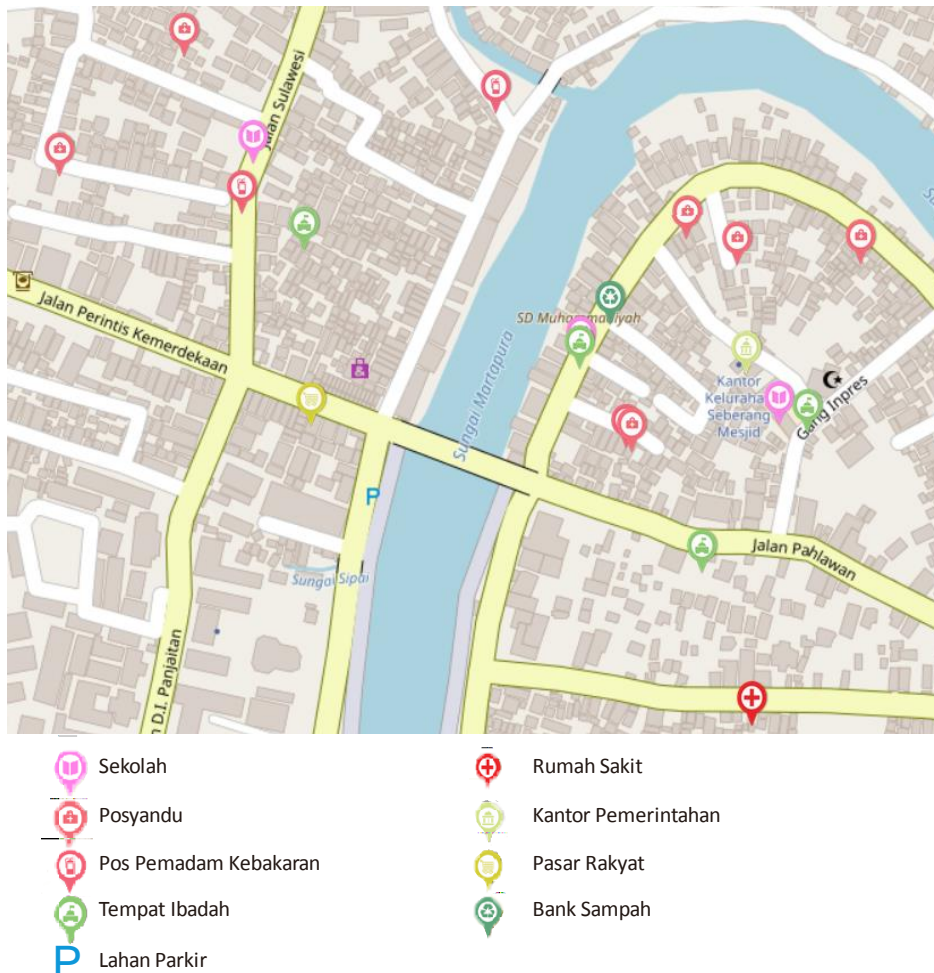 Jalan Sulawesi
Jalan Perintis Kemerdekaan
SD Muhammadiyah
Sungai Martapura
Kantor
Kelurahan
Seberang
Mesjid
Gang Inpres
P
Jalan Pahlawan
Sungai Sipai
n D.I. Panjaitan
Sekolah
Rumah Sakit
Posyandu
Kantor Pemerintahan
Pos Pemadam Kebakaran
Pasar Rakyat
Tempat Ibadah
Bank Sampah
P Lahan Parkir